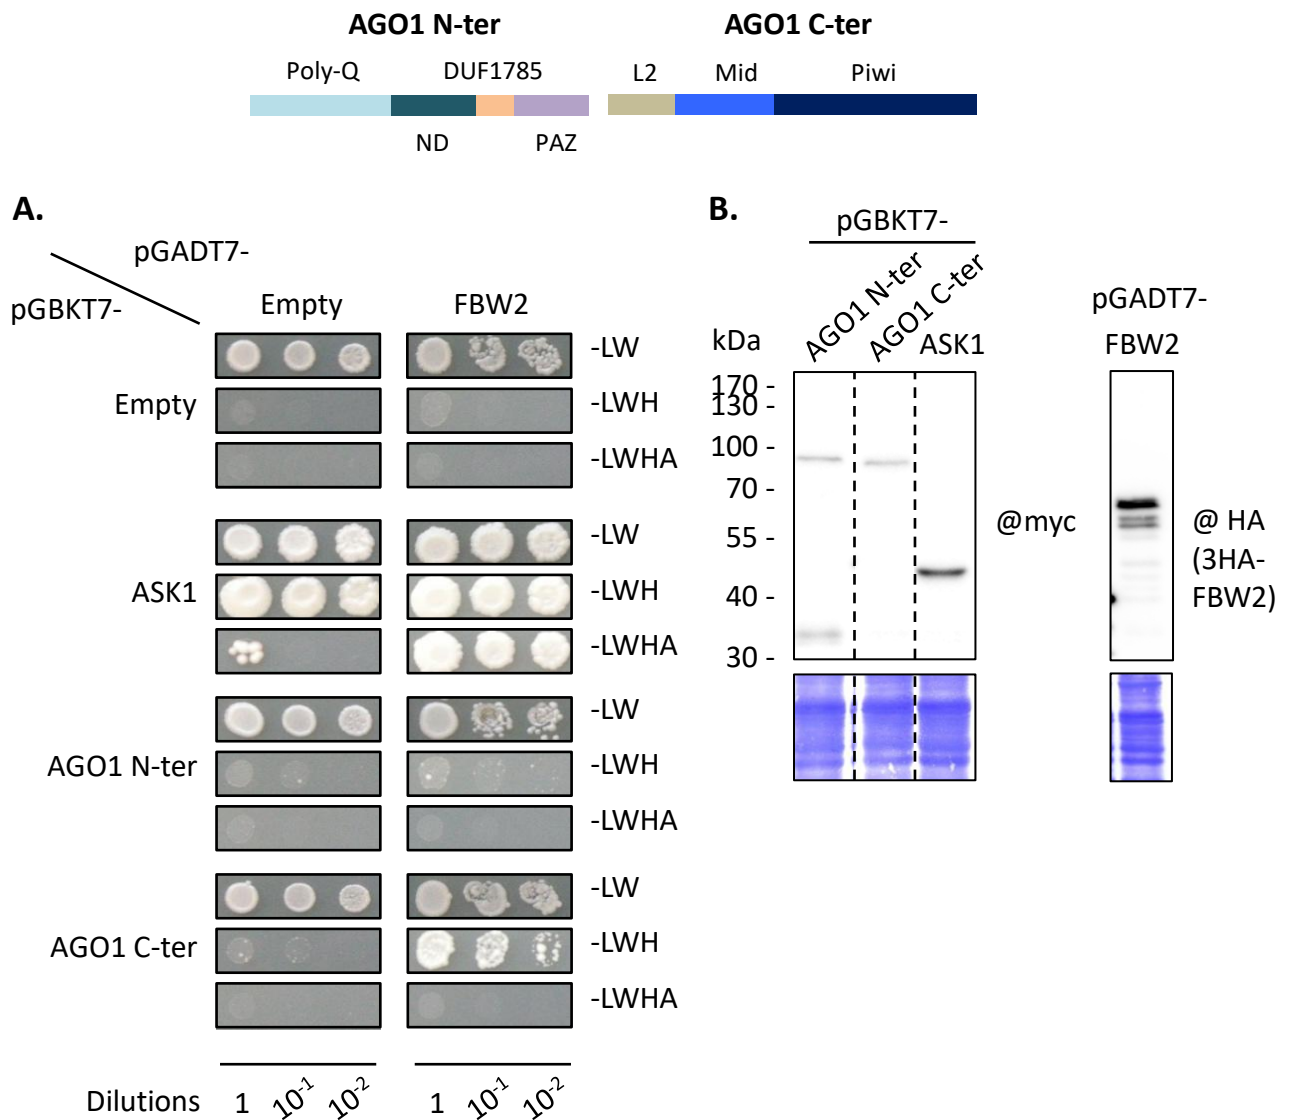 AGO1 N-ter AGO1 C-ter
Poly-Q DUF1785 L2 Mid Piwi
ND PAZ
A.
pGADT7-
pGBKT7-
Empty FBW2
Empty
-LW
-LWH
-LWHA
ASK1
-LW
-LWH
-LWHA
AGO1 N-ter
-LW
-LWH
-LWHA
AGO1 C-ter
-LW
-LWH
-LWHA
Dilutions 1 10-1 10-2 1 10-1 10-2
B.
pGBKT7-
AGO1 N-ter AGO1 C-ter ASK1
kDa
170 -
130 -
100 -
70 -
55 -
40 -
30 -
@myc
pGADT7-
FBW2
@ HA
(3HA-
FBW2)